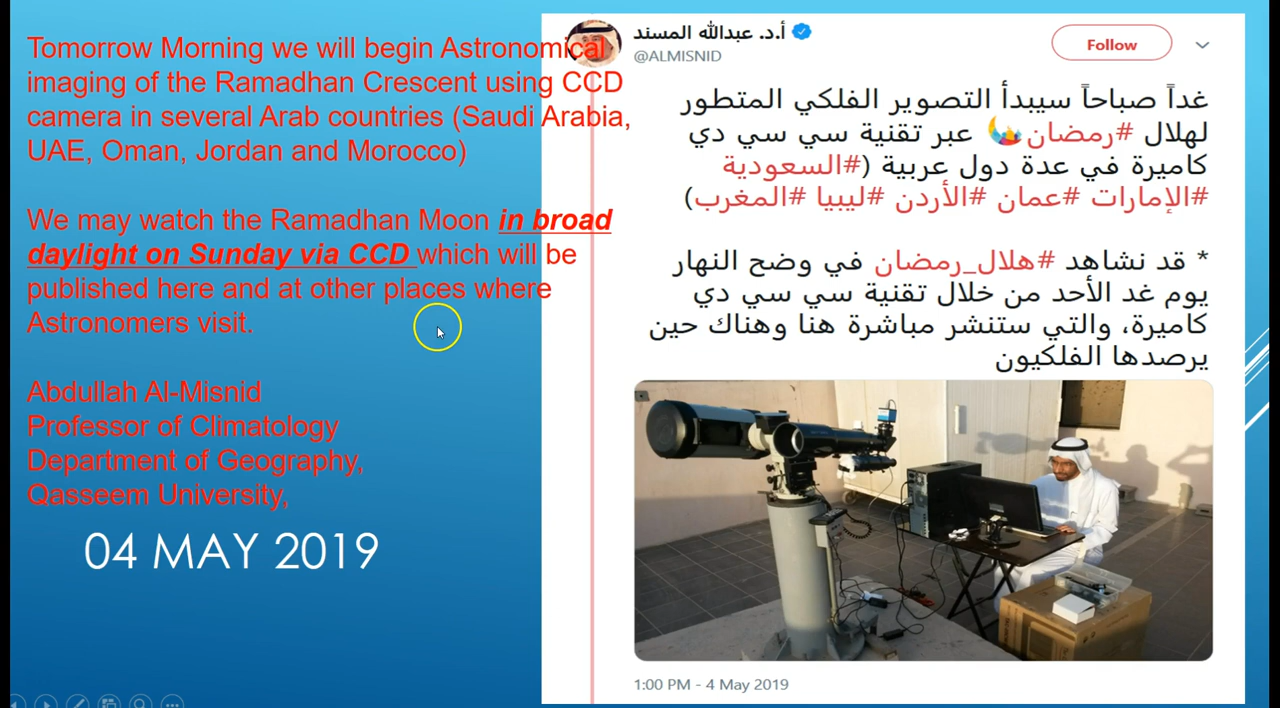 Tomorrow Morning we will begin Astronomical
imaging of the Ramadhan Crescent using CCD
camera in several Arab countries (Saudi Arabia,
UAE, Oman, Jordan and Morocco)
We may watch the Ramadhan Moon in broad
daylight on Sunday via CCD which will be
published here and at other places where
Astronomers visit.
Abdullah Al-Misnid
Professor of Climatology
Department of Geography,
Qasseem University,
04 MAY 2019
أ.د. عبدالله المسند
@ALMISNID
Follow
غداً صباحاً سيبدأ التصوير الفلكي المتطور
لهلال #رمضان عبر تقنية سي سي دي
كاميرة في عدة دول عربية (#السعودية
#الإمارات #عمان #الأردن #ليبيا #المغرب)
* قد نشاهد #هلال_رمضان في وضح النهار
يوم غد الأحد من خلال تقنية سي سي دي
كاميرة، والتي ستنشر مباشرة هنا وهناك حين
يرصدها الفلكيون
1:00 PM - 4 May 2019